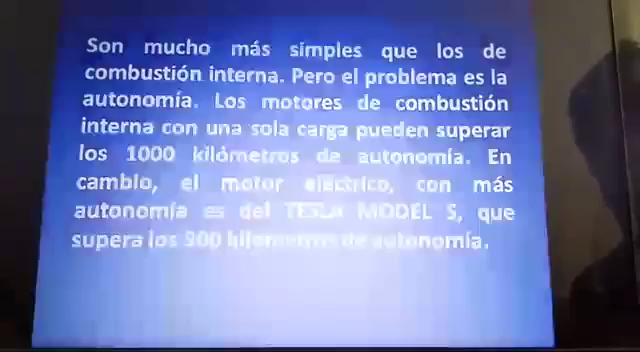 Son mucho más simples que los de
combustión interna. Pero el problema es la
autonomía. Los motores de combustión
interna con una sola carga pueden superar
los 1000 kilómetros de autonomía. En
cambio, el motor eléctrico, con más
autonomía es del TESLA MODEL S, que
supera los kilómetros de autonomía.